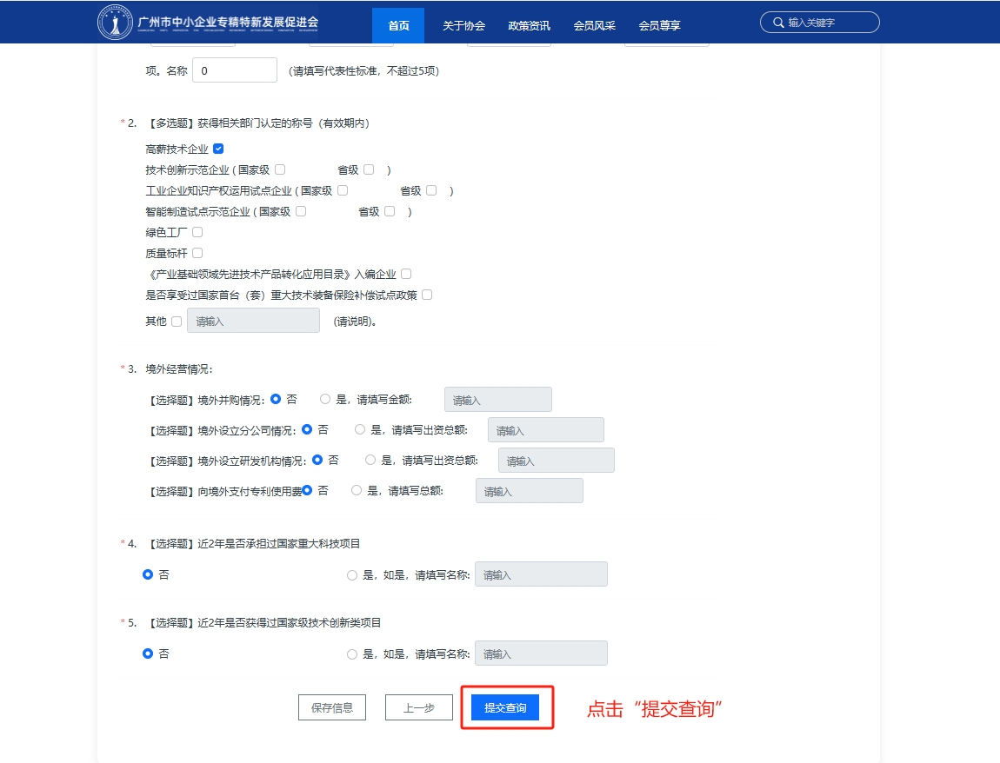 广州市中小企业专精特新发展促进会
首页 关于协会 政策资讯 会员风采 会员尊享 输入关键字
项。名称 0 (请填写代表性标准，不超过5项)
* 2. 【多选题】获得相关部门认定的称号（有效期内）
高薪技术企业
技术创新示范企业 ( 国家级 省级 )
工业企业知识产权运用试点企业 ( 国家级 省级 )
智能制造试点示范企业 ( 国家级 省级 )
绿色工厂
质量标杆
《产业基础领域先进技术产品转化应用目录》入编企业
是否享受过国家首台（套）重大技术装备保险补偿试点政策
其他 请输入 (请说明)。
* 3. 境外经营情况：
【选择题】境外并购情况： 否 是，请填写金额: 请输入
【选择题】境外设立分公司情况： 否 是，请填写出资总额: 请输入
【选择题】境外设立研发机构情况： 否 是，请填写出资总额: 请输入
【选择题】向境外支付专利使用费 否 是，请填写总额: 请输入
* 4. 【选择题】近2年是否承担过国家重大科技项目
否 是，如是，请填写名称: 请输入
* 5. 【选择题】近2年是否获得过国家级技术创新类项目
否 是，如是，请填写名称: 请输入
保存信息 上一步 提交查询 点击“提交查询”